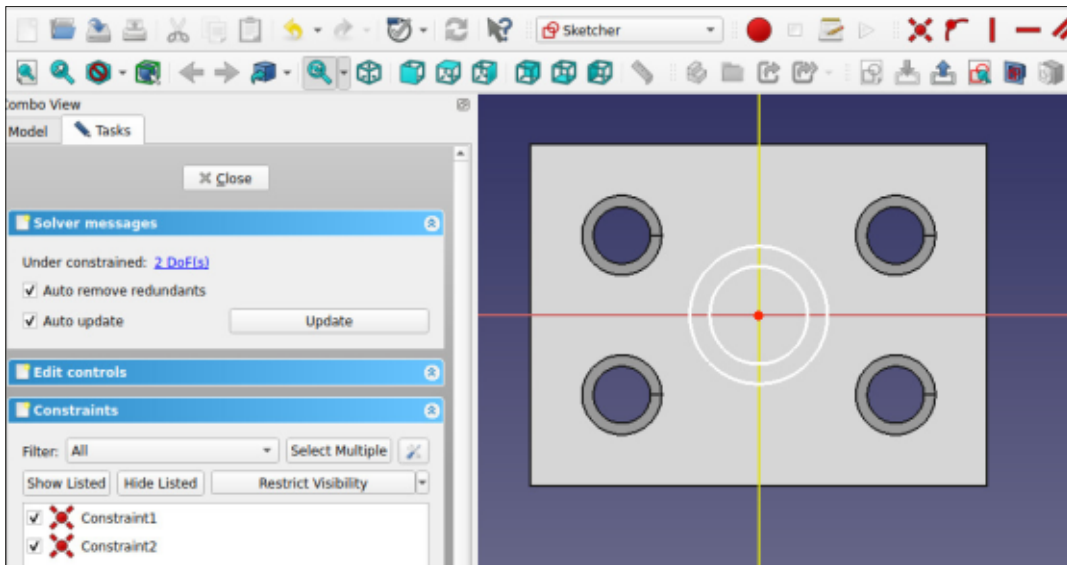 Sketcher
Combo View
Model Tasks
Close
Solver messages
Under constrained: 2 DoF(s)
Auto remove redundants
Auto update Update
Edit controls
Constraints
Filter: All Select Multiple
Show Listed Hide Listed Restrict Visibility
Constraint1
Constraint2